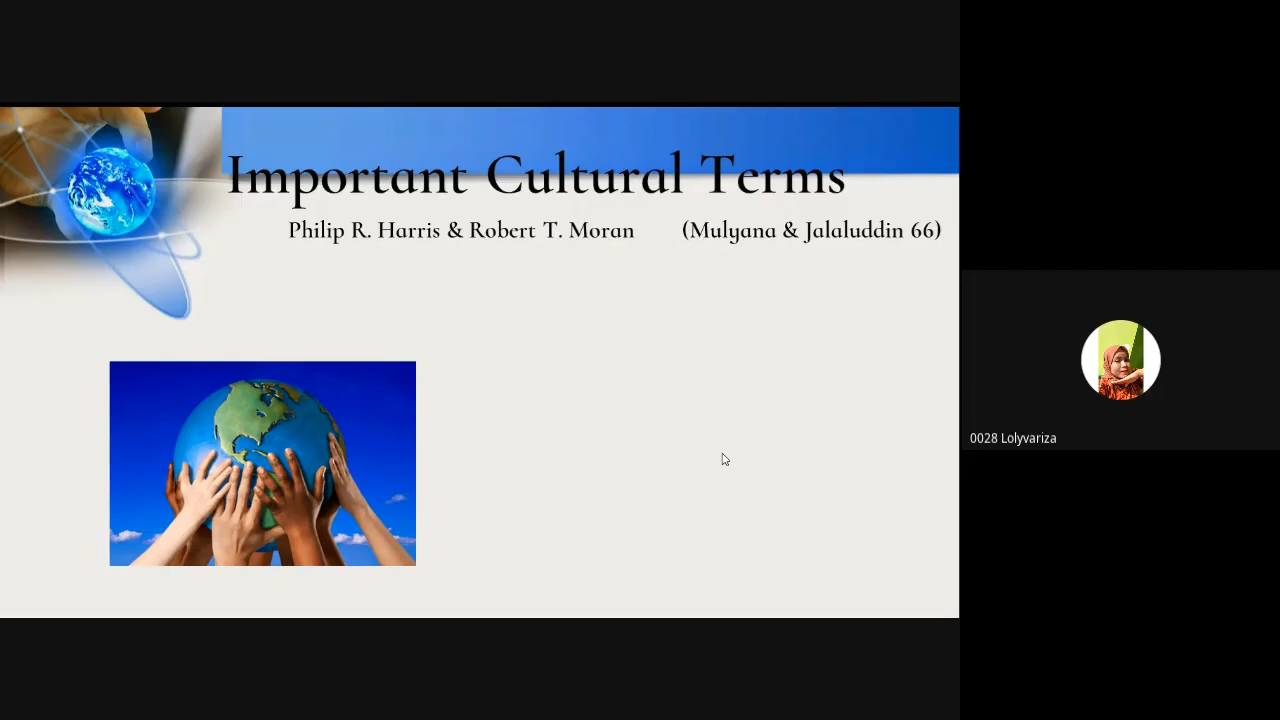 Important Cultural Terms
Philip R. Harris & Robert T. Moran (Mulyana & Jalaluddin 66)
0028 Lolyvariza